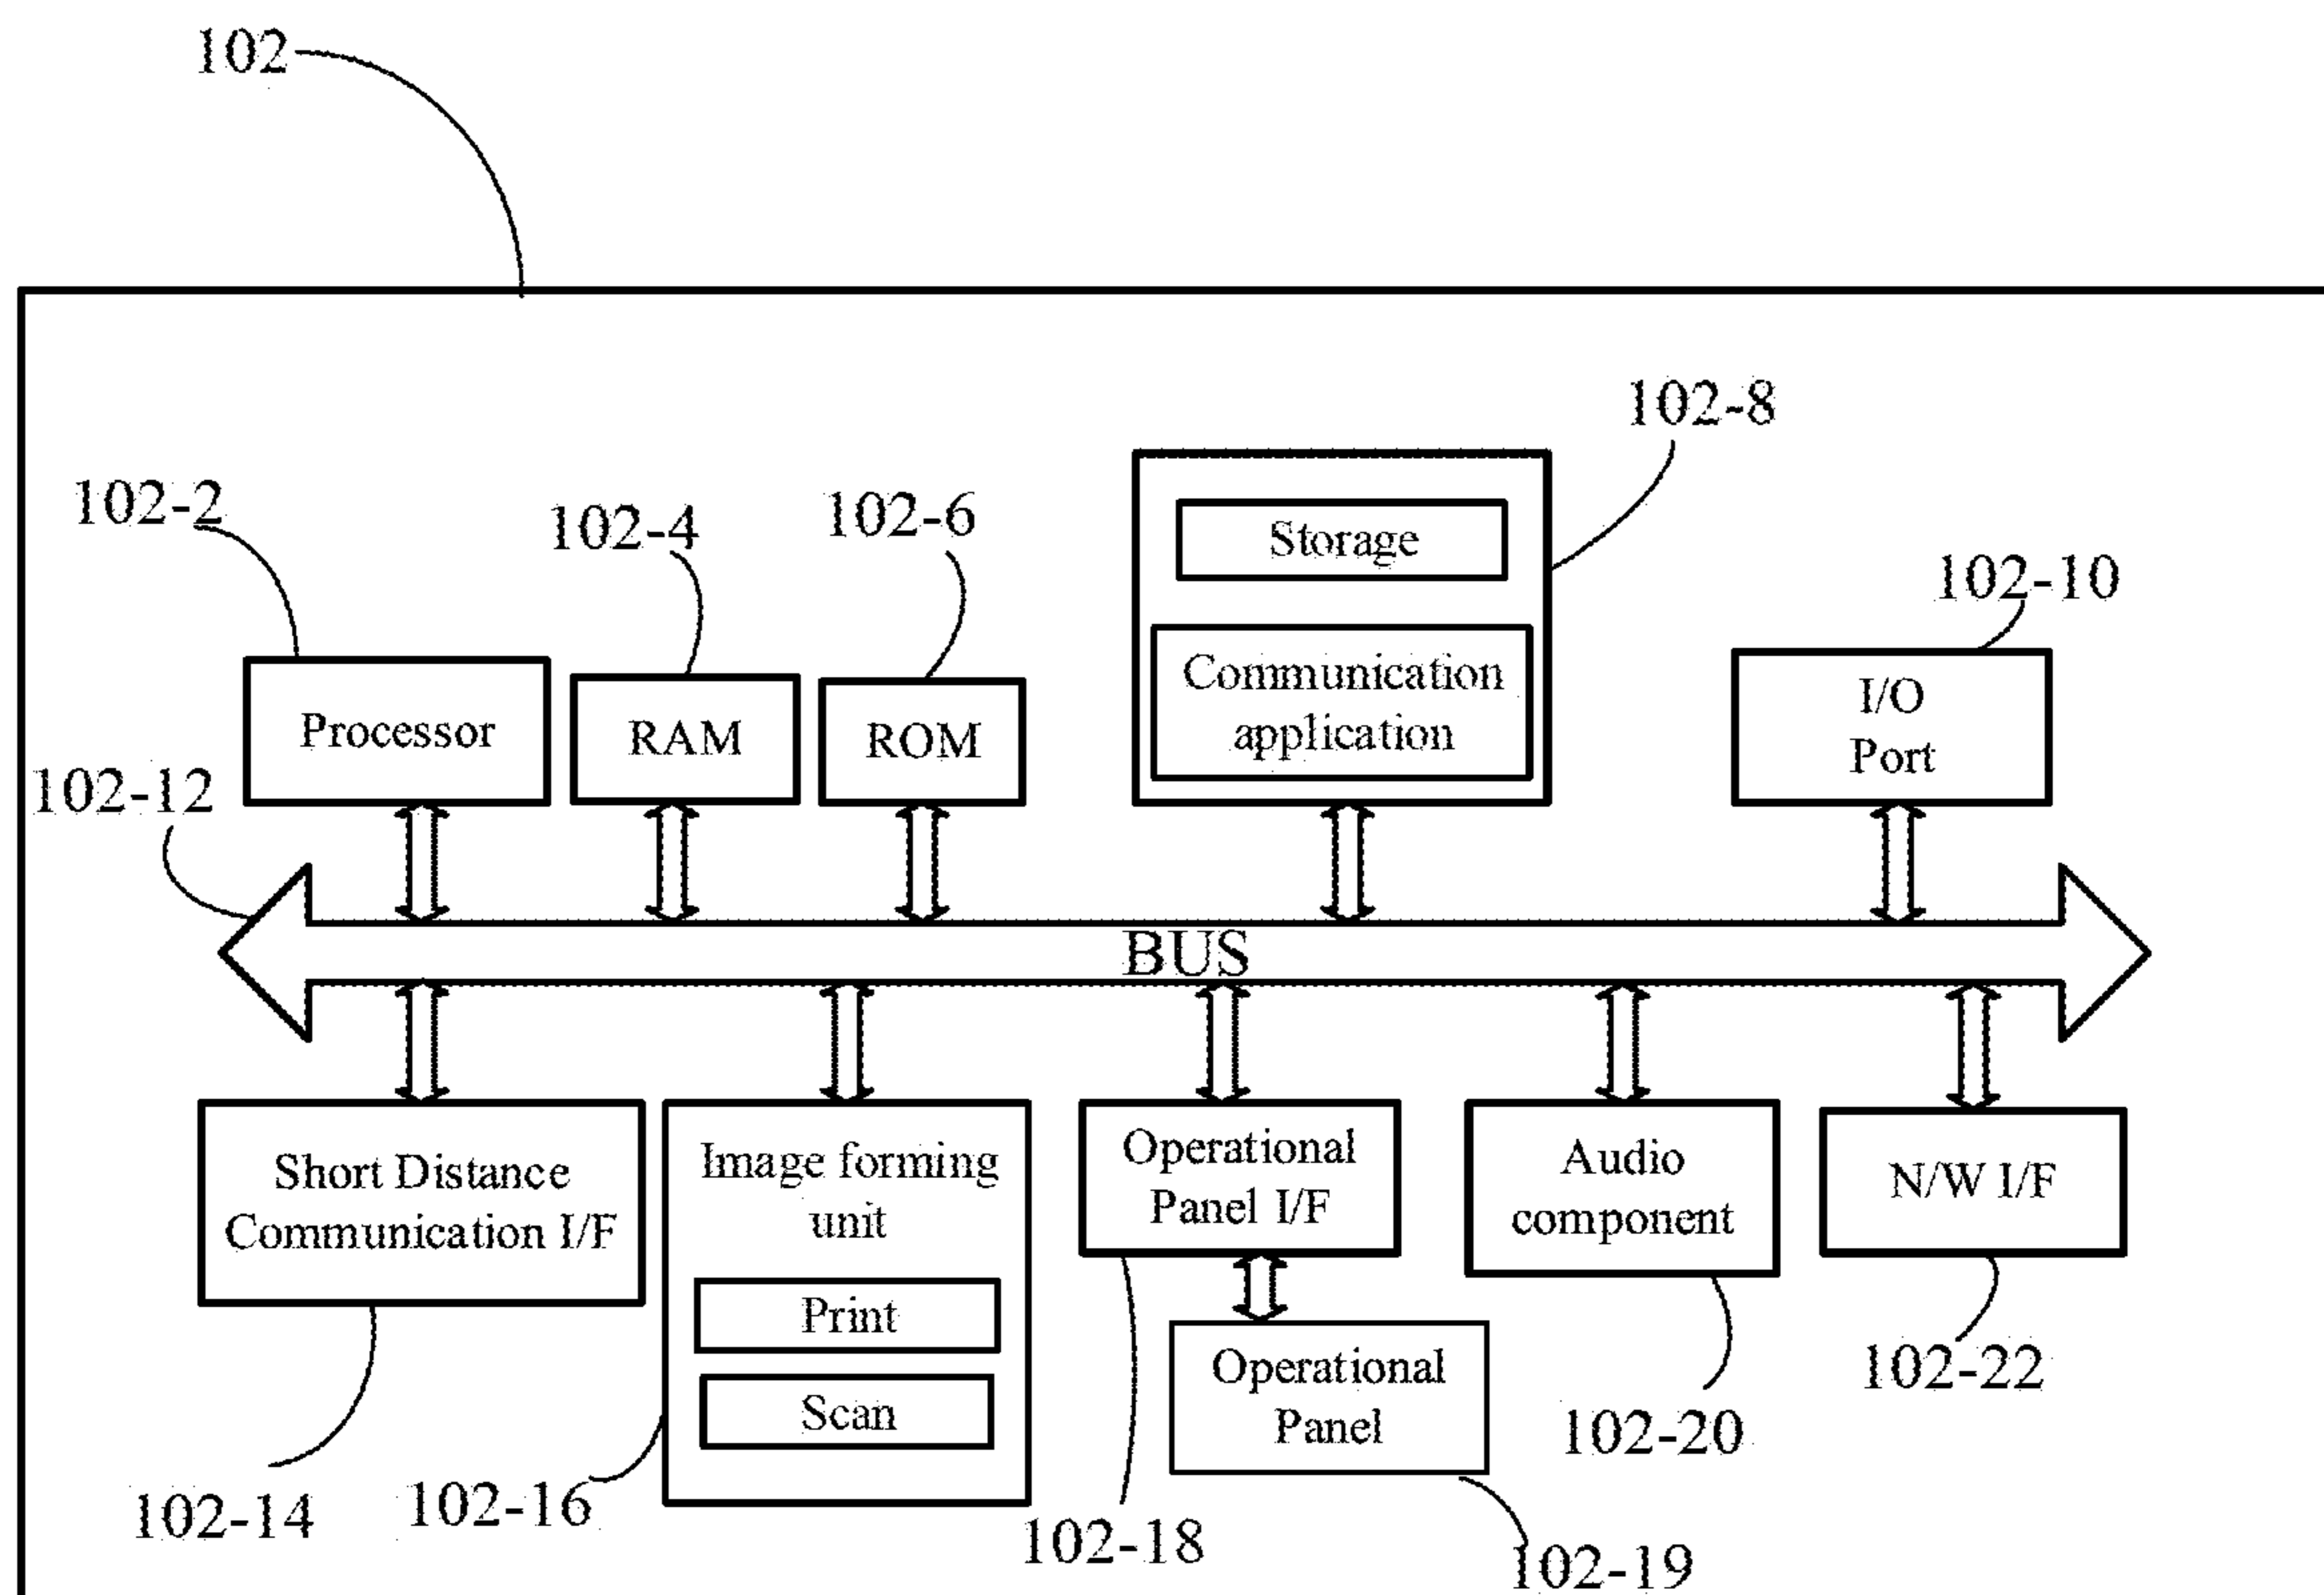 102
102-8
102-2
102-4
102-6
Storage
102-10
Communication
application
I/O
Port
Processor
RAM
ROM
102-12
BUS
Short Distance
Communication I/F
Image forming
unit
Print
Scan
Operational
Panel I/F
Audio
component
N/W I/F
Operational
Panel
102-22
102-20
102-14
102-16
102-18
102-19